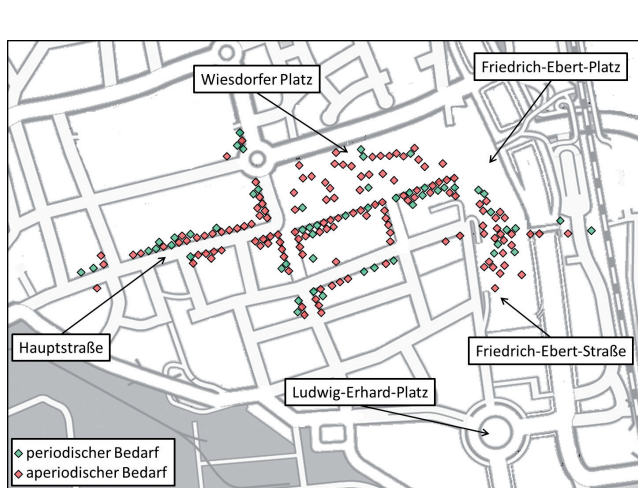 Friedrich-Ebert-Platz
Wiesdorfer Platz
Hauptstraße
Friedrich-Ebert-Straße
Ludwig-Erhard-Platz
periodischer Bedarf
aperiodischer Bedarf